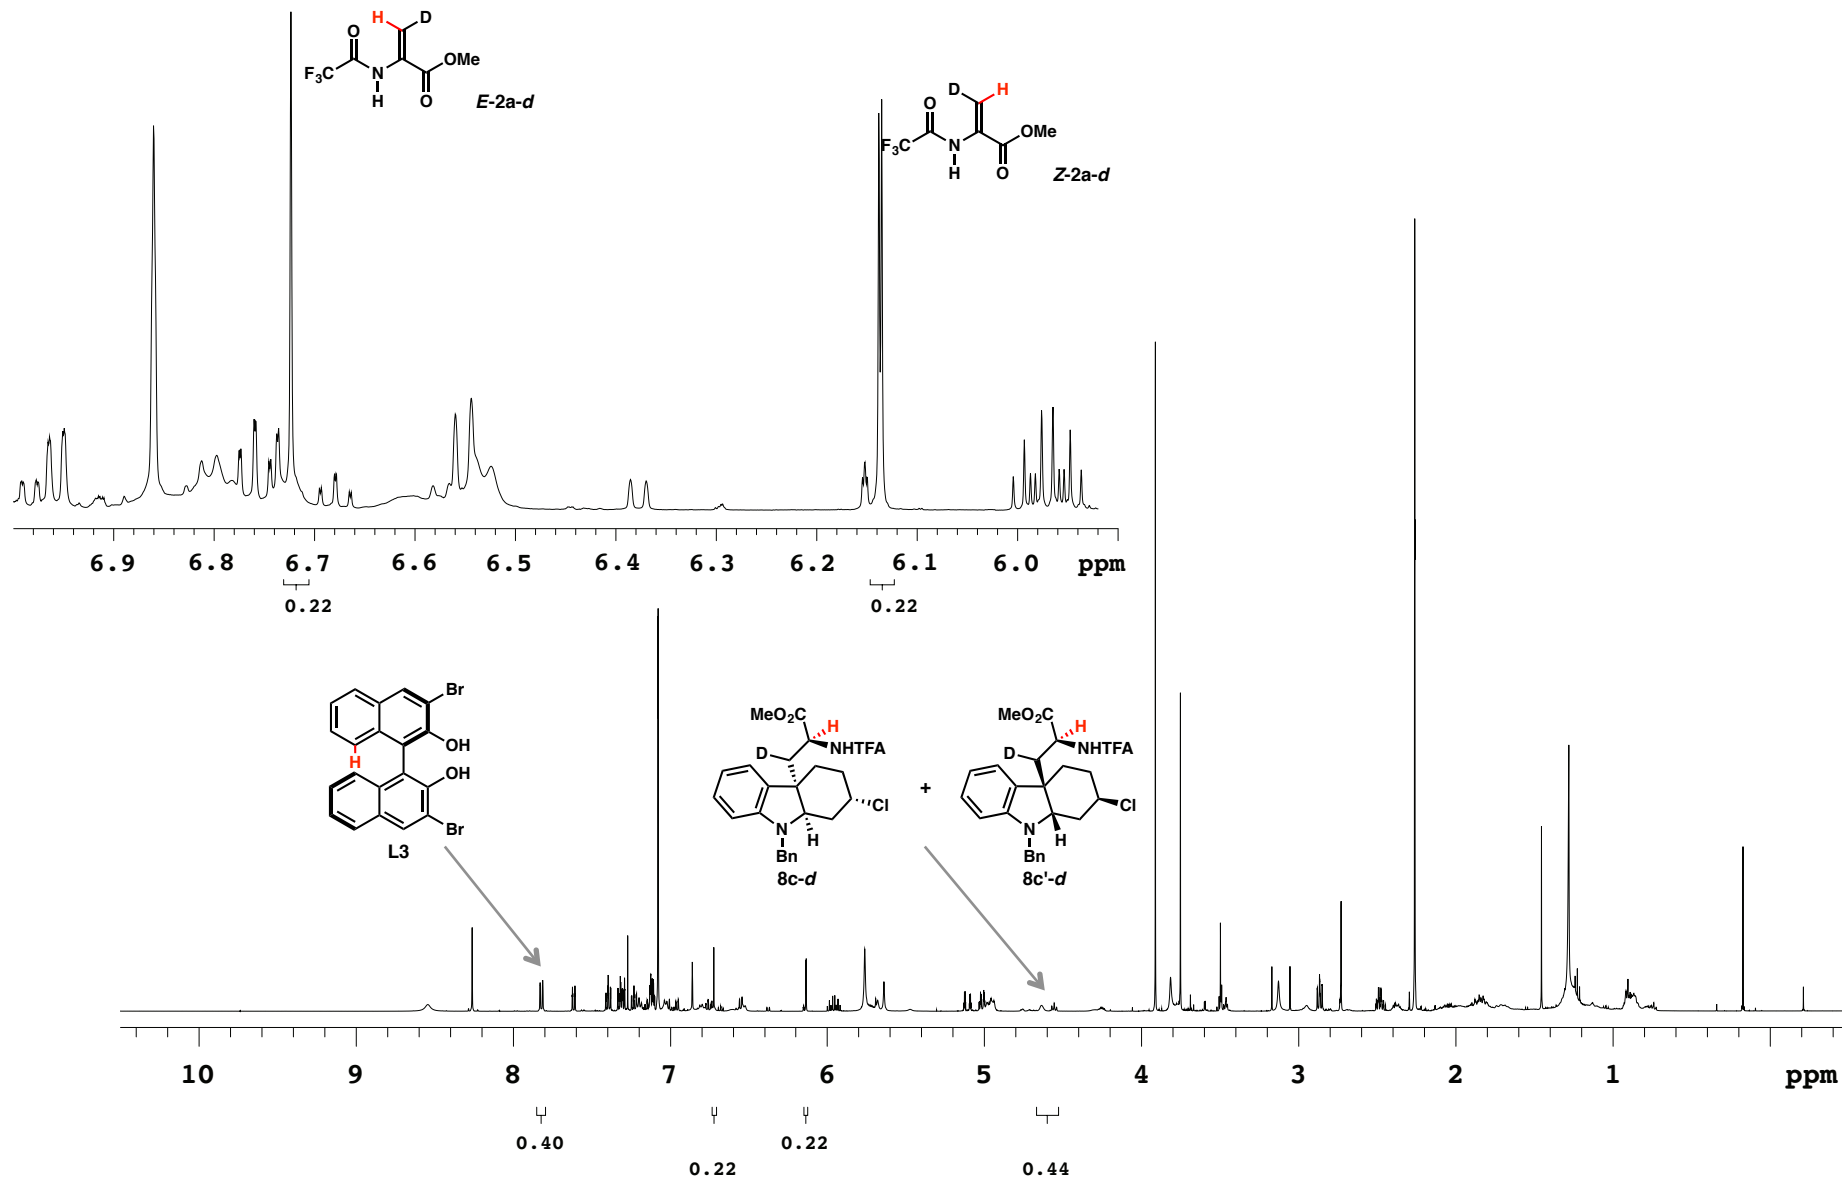 H
D
O
F3C
N
H
OMe
O
E-2a-d
D
H
O
F3C
N
H
OMe
O
Z-2a-d
6.9 6.8 6.7 6.6 6.5 6.4 6.3 6.2 6.1 6.0 ppm
0.22 0.22
Br
OH
H
OH
Br
L3
MeO2C
H
D
NHTFA
Cl
N
H
Bn
8c-d
+
MeO2C
H
D
NHTFA
Cl
N
H
Bn
8c'-d
10 9 8 7 6 5 4 3 2 1 ppm
0.40 0.22
0.22 0.44